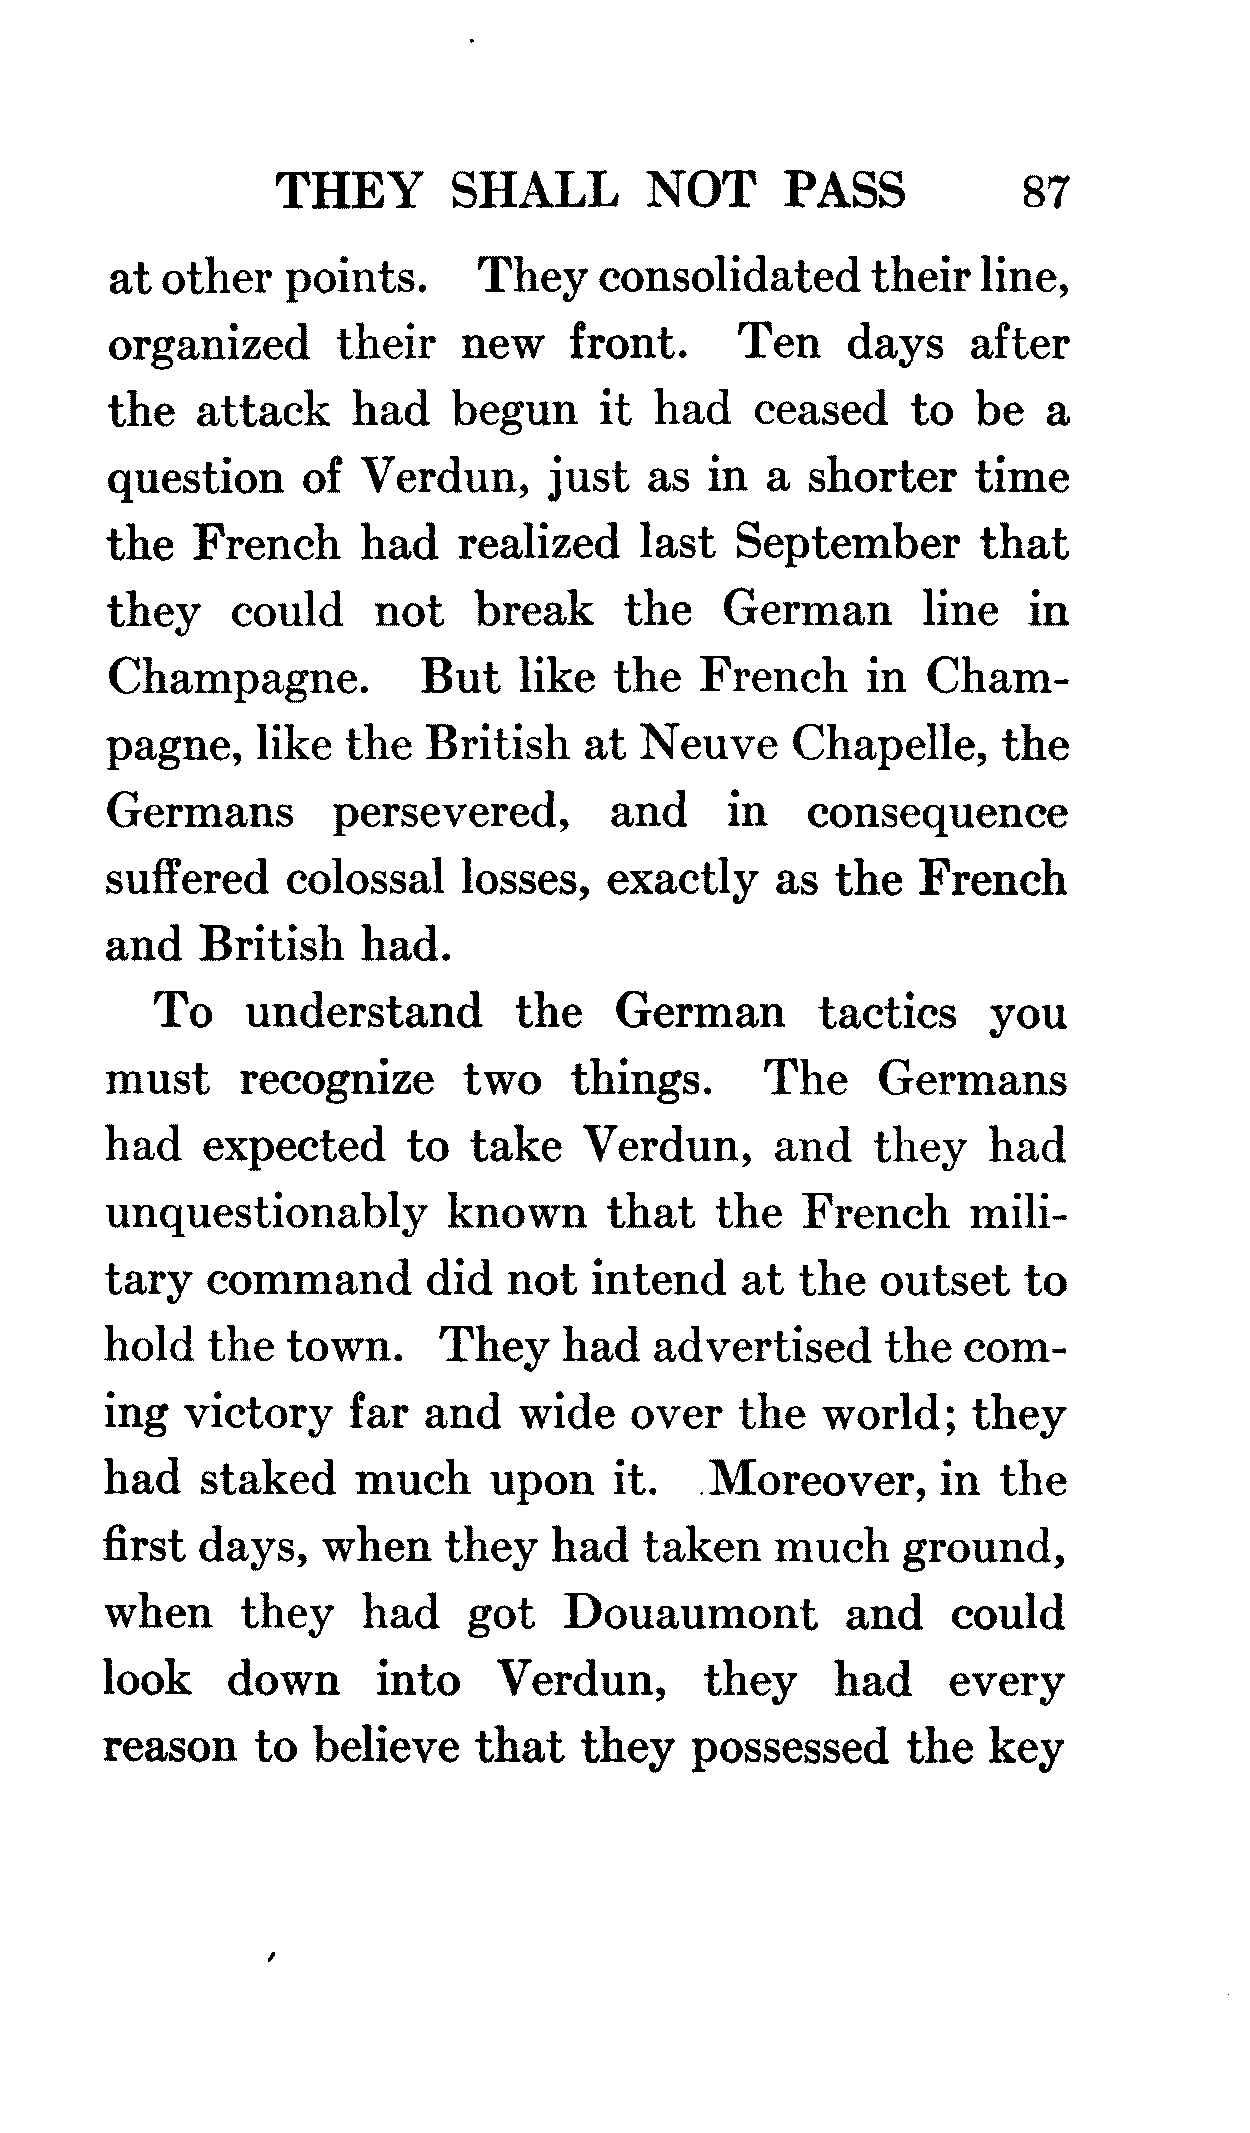 THEY SHALL NOT PASS 87
at other points. They consolidated their line,
organized their new front. Ten days after
the attack had begun it had ceased to be a
question of Verdun, just as in a shorter time
the French had realized last September that
they could not break the German line in
Champagne. But like the French in Cham-
pagne, like the British at Neuve Chapelle, the
Germans persevered, and in consequence
suffered colossal losses, exactly as the French
and British had.
To understand the German tactics you
must recognize two things. The Germans
had expected to take Verdun, and they had
unquestionably known that the French mili-
tary command did not intend at the outset to
hold the town. They had advertised the com-
ing victory far and wide over the world; they
had staked much upon it. Moreover, in the
first days, when they had taken much ground,
when they had got Douaumont and could
look down into Verdun, they had every
reason to believe that they possessed the key